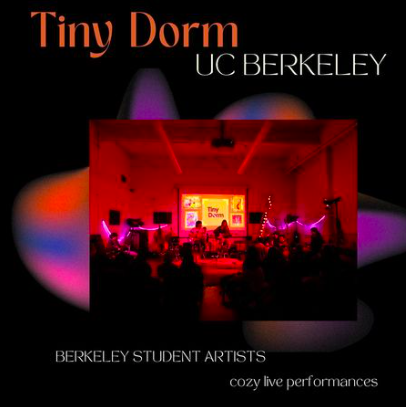 Tiny Dorm
UC BERKELEY
Tiny
Dorm
BERKELEY STUDENT ARTISTS
cozy live performances